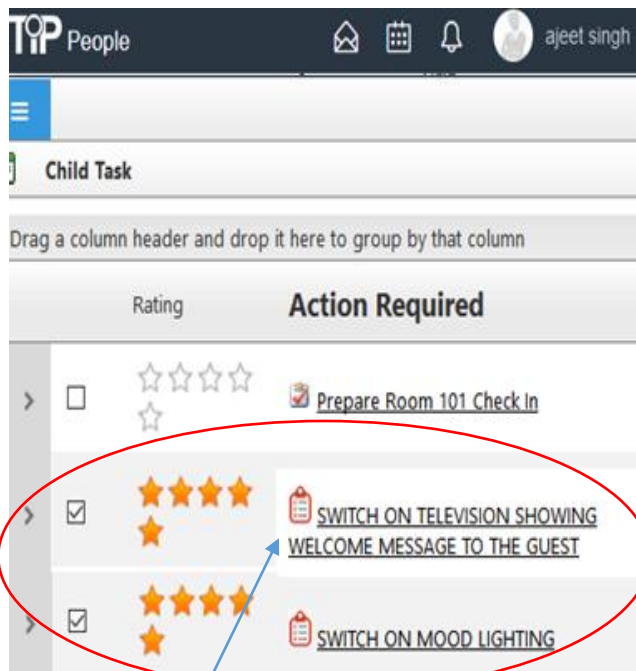 TiP People ajeet singh
Child Task
Drag a column header and drop it here to group by that column
Rating Action Required
Prepare Room 101 Check In
SWITCH ON TELEVISION SHOWING
WELCOME MESSAGE TO THE GUEST
SWITCH ON MOOD LIGHTING